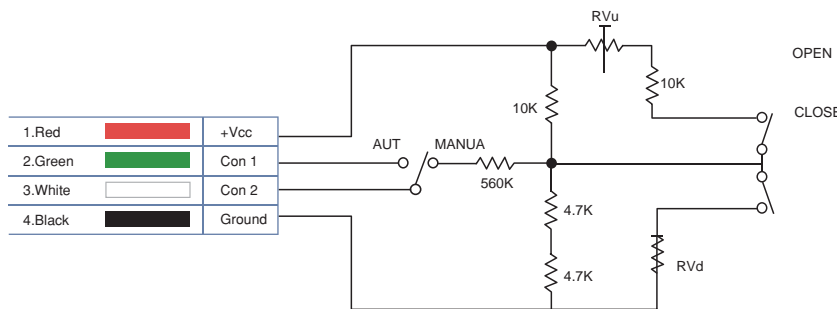 RVu
OPEN
10K
10K
CLOSE
1.Red +Vcc
2.Green Con 1
3.White Con 2
4.Black Ground
AUT MANUA
560K
4.7K
4.7K
RVd